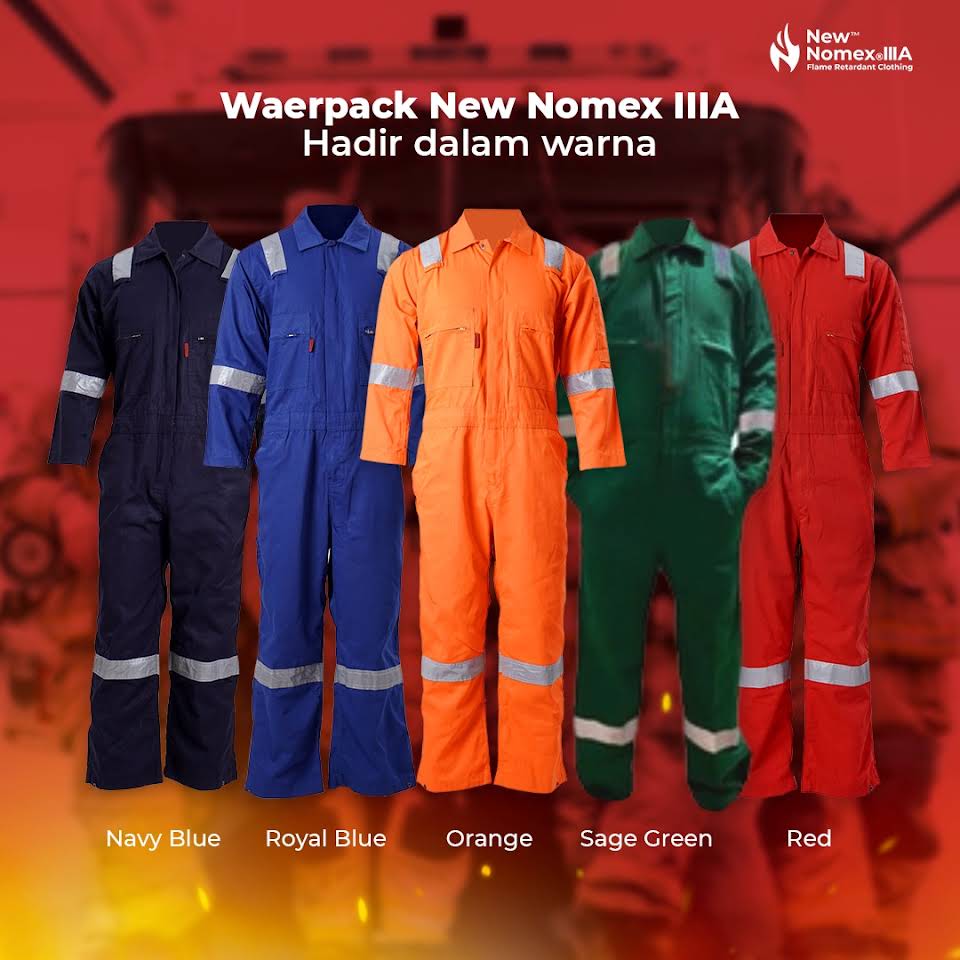 New™
Nomex®IIIA
Flame Retardant Clothing
Waerpack New Nomex IIIA
Hadir dalam warna
Navy Blue
Royal Blue
Orange
Sage Green
Red